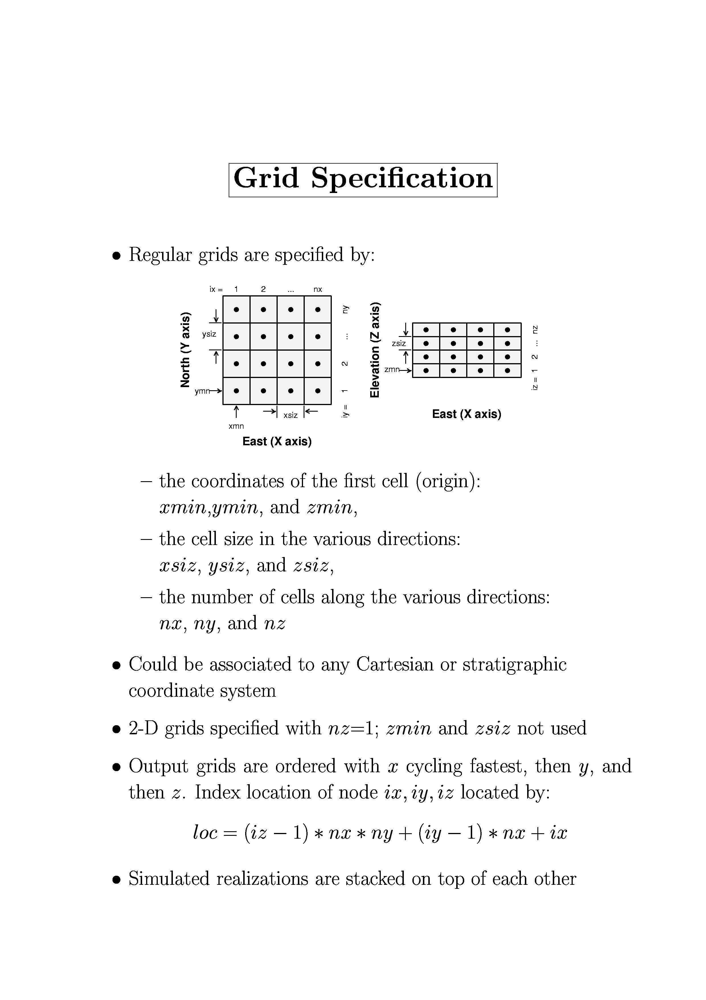 Grid Specification
• Regular grids are specified by:
ix = 1 2 ... nx
North (Y axis)
ysiz
ymn
xmn
xsiz
iy = 1 2 ... ny
East (X axis)
Elevation (Z axis)
zsiz
zmn
iz = 1 2 ... nz
East (X axis)
– the coordinates of the first cell (origin):
xmin,ymin, and zmin,
– the cell size in the various directions:
xsiz, ysiz, and zsiz,
– the number of cells along the various directions:
nx, ny, and nz
• Could be associated to any Cartesian or stratigraphic
coordinate system
• 2-D grids specified with nz=1; zmin and zsiz not used
• Output grids are ordered with x cycling fastest, then y, and
then z. Index location of node ix, iy, iz located by:
loc = (iz − 1) ∗ nx ∗ ny + (iy − 1) ∗ nx + ix
• Simulated realizations are stacked on top of each other